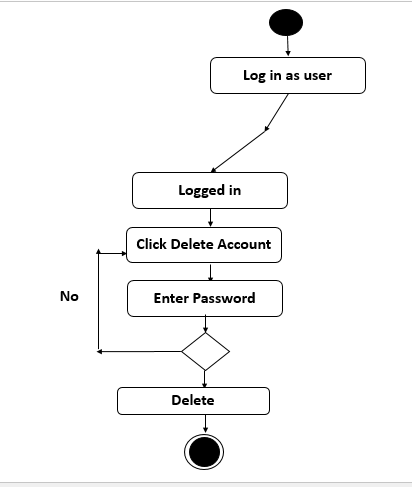 Log in as user
Logged in
Click Delete Account
No
Enter Password
Delete